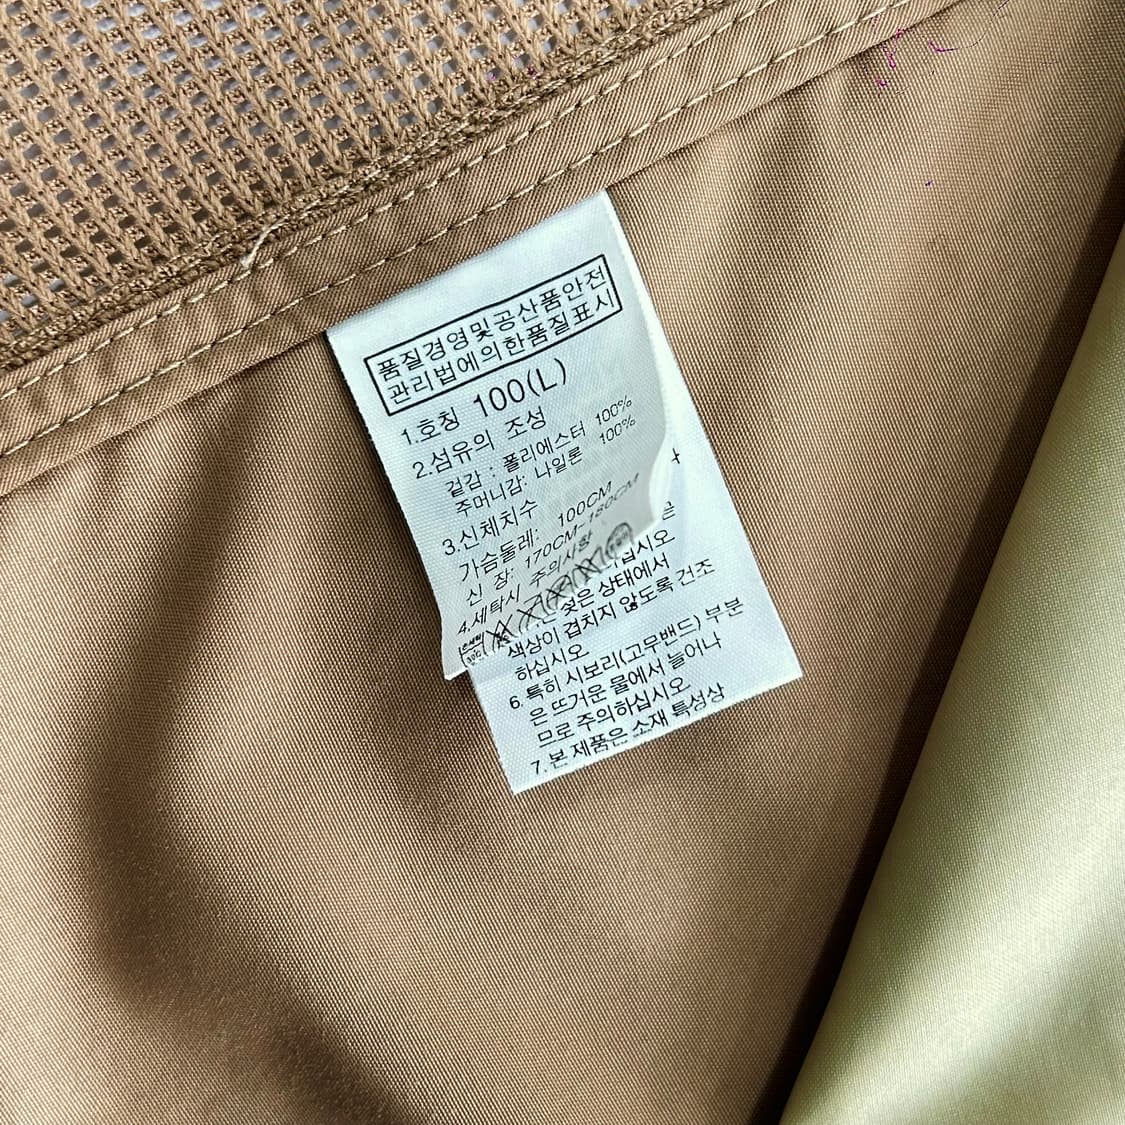 품질경영및공산품안전
관리법에의한품질표시
1.호칭 100(L)
2.섬유의 조성
겉감 : 폴리에스터 100%
주머니감: 나일론 100%
3.신체치수
가슴둘레: 100CM
신 장: 170CM-180CM
4.세탁시 주의사항
십시오
젖은 상태에서
색상이 겹치지 않도록 건조
하십시오
6.특히 시보리(고무밴드) 부분
은 뜨거운 물에서 늘어나
므로 주의하십시오
7.본 제품은 소재 특성상